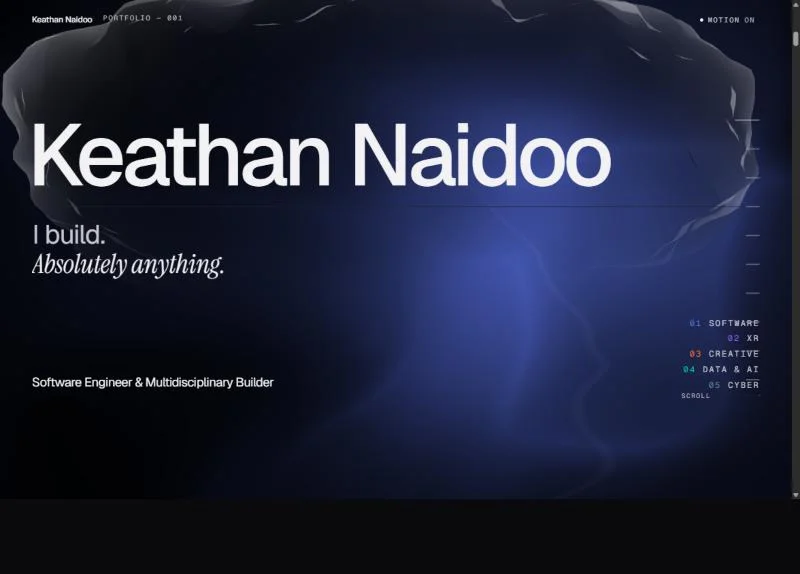 Keathan Naidoo PORTFOLIO — 001
MOTION ON
Keathan Naidoo
I build.
Absolutely anything.
01 SOFTWARE
02 XR
03 CREATIVE
04 DATA & AI
05 CYBER
SCROLL
Software Engineer & Multidisciplinary Builder